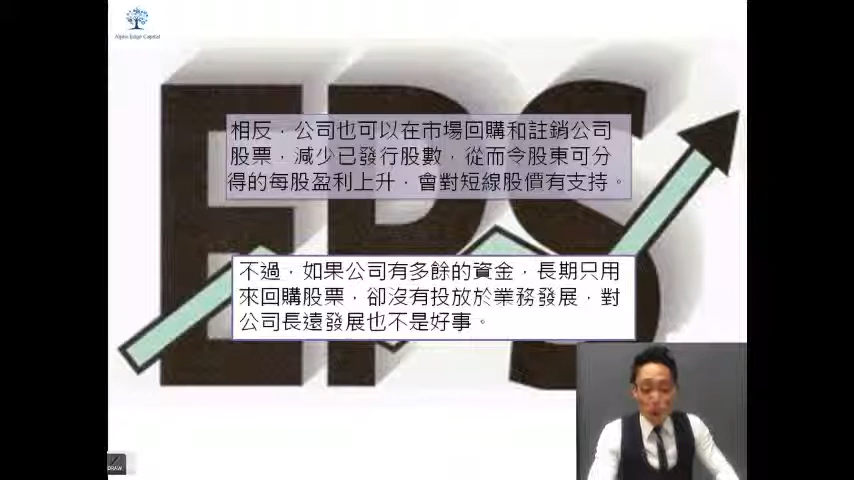 Alpha Edge Capital
EPS
相反，公司也可以在市場回購和註銷公司
股票，減少已發行股數，從而令股東可分
得的每股盈利上升，會對短線股價有支持。
不過，如果公司有多餘的資金，長期只用
來回購股票，卻沒有投放於業務發展，對
公司長遠發展也不是好事。
DRAW